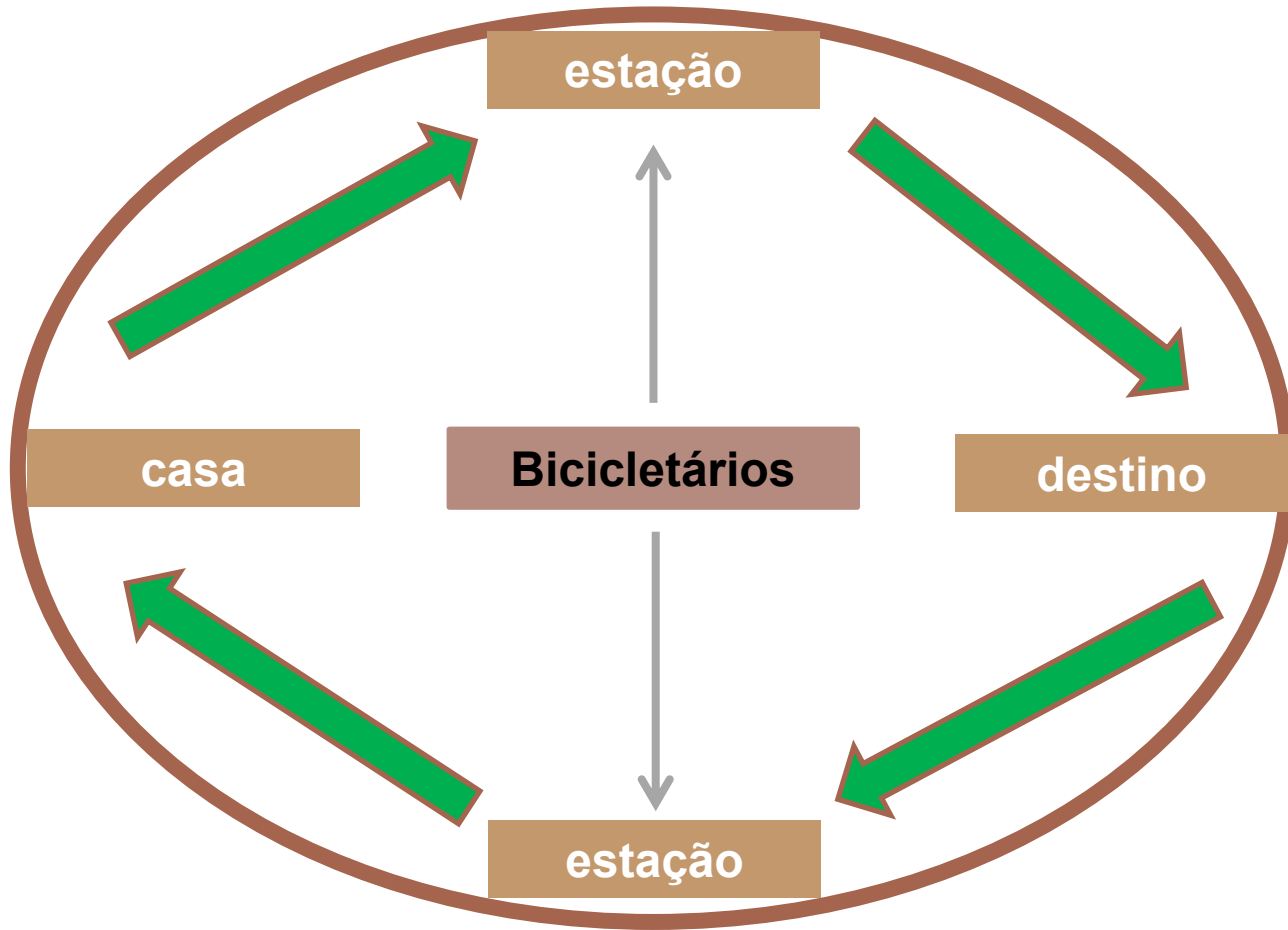 estação
casa
Bicicletários
destino
estação